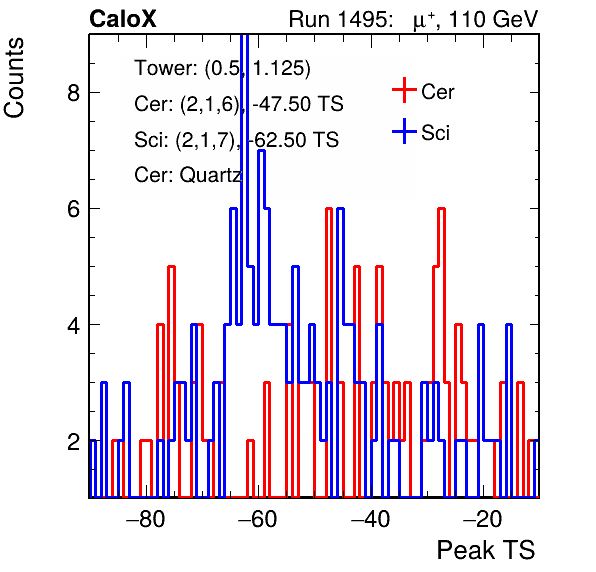 CaloX Run 1495: μ⁺, 110 GeV
Counts
Tower: (0.5, 1.125)
Cer: (2,1,6), -47.50 TS
Sci: (2,1,7), -62.50 TS
Cer: Quartz
Cer
Sci
8
6
4
2
−80 −60 −40 −20
Peak TS